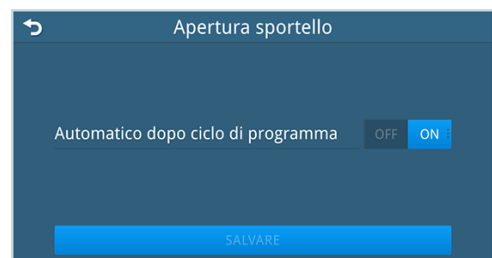 Apertura sportello
Automatico dopo ciclo di programma OFF ON
SALVARE